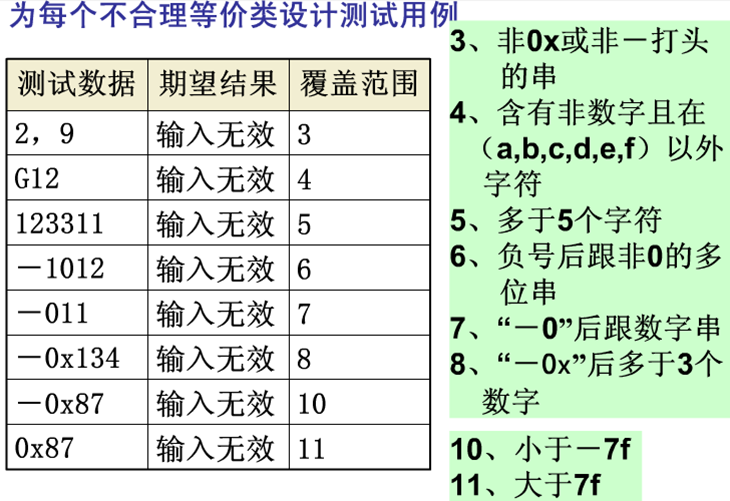 为每个不合理等价类设计测试用例
测试数据 期望结果 覆盖范围
2，9 输入无效 3
G12 输入无效 4
123311 输入无效 5
－1012 输入无效 6
－011 输入无效 7
－0x134 输入无效 8
－0x87 输入无效 10
0x87 输入无效 11
3、非0x或非－打头
的串
4、含有非数字且在
（a,b,c,d,e,f）以外
字符
5、多于5个字符
6、负号后跟非0的多
位串
7、“－0”后跟数字串
8、“－0x”后多于3个
数字
10、小于－7f
11、大于7f